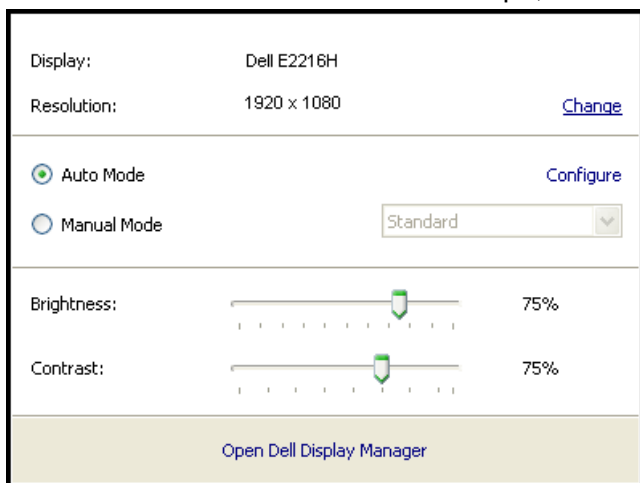 Display: Dell E2216H
Resolution: 1920 x 1080 Change
Auto Mode Configure
Manual Mode Standard
Brightness: 75%
Contrast: 75%
Open Dell Display Manager